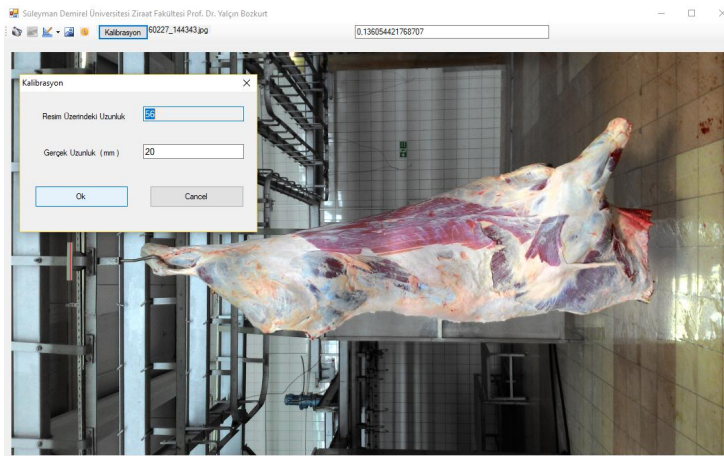 Süleyman Demirel Üniversitesi Ziraat Fakültesi Prof. Dr. Yalçın Bozkurt
Kalibrasyon 60227_144343.jpg 0.136054421768707
Kalibrasyon
Resim Üzerindeki Uzunluk 56
Gerçek Uzunluk ( mm ) 20
Ok Cancel